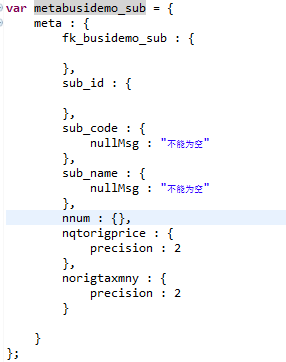 var metabusidemo_sub = {
meta : {
fk_busidemo_sub : {
},
sub_id : {
},
sub_code : {
nullMsg : "不能为空"
},
sub_name : {
nullMsg : "不能为空"
},
nnum : {},
nqtorigprice : {
precision : 2
},
norigtaxmny : {
precision : 2
}
}
};